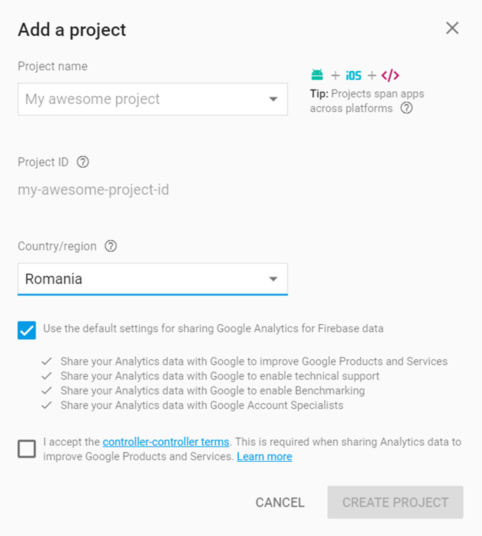 Add a project
Project name
My awesome project
+ iOS + </>
Tip: Projects span apps
across platforms ?
Project ID ?
my-awesome-project-id
Country/region ?
Romania
Use the default settings for sharing Google Analytics for Firebase data
Share your Analytics data with Google to improve Google Products and Services
Share your Analytics data with Google to enable technical support
Share your Analytics data with Google to enable Benchmarking
Share your Analytics data with Google Account Specialists
I accept the controller-controller terms. This is required when sharing Analytics data to
improve Google Products and Services. Learn more
CANCEL
CREATE PROJECT